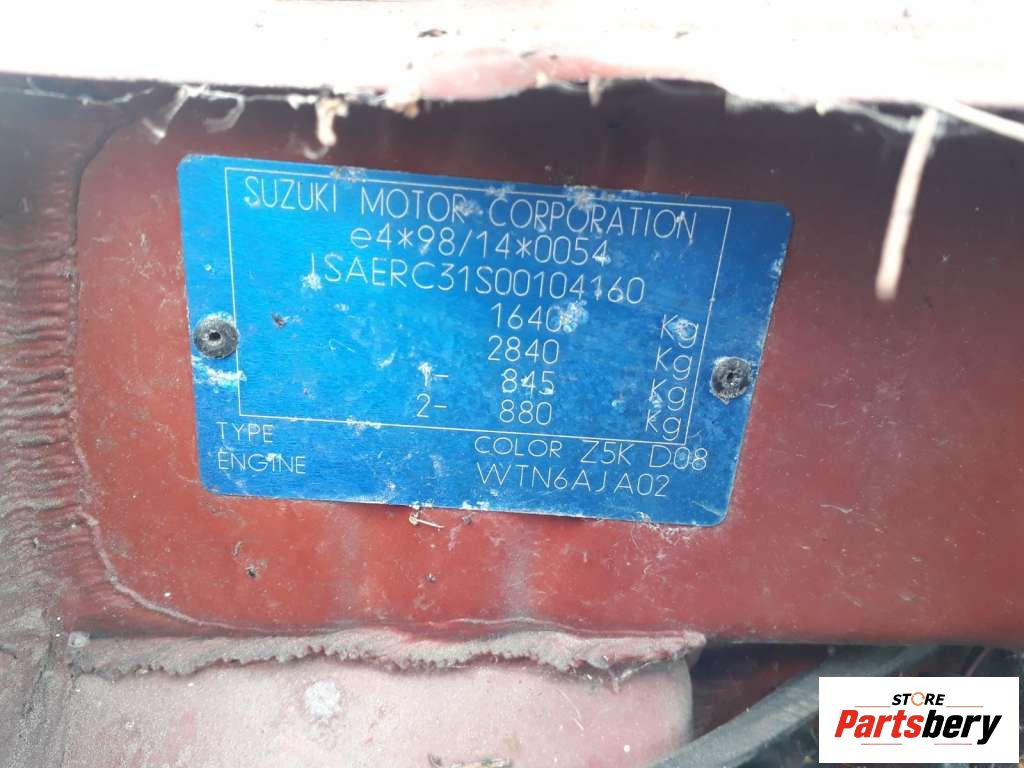 SUZUKI MOTOR CORPORATION
e4*98/14*0054
JSAERC31S00104160
1640 Kg
2840 Kg
1- 845 Kg
2- 880 Kg
TYPE COLOR Z5K D08
ENGINE WTN6AJA02
STORE
Partsbery